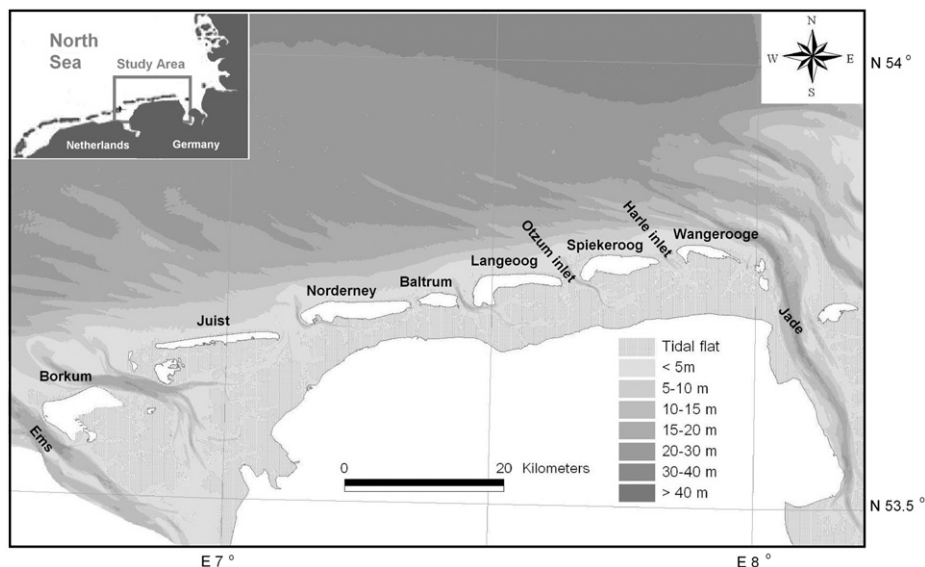 North
Sea
Study Area
Netherlands
Germany
N
W
E
S
N 54 °
Harle inlet
Wangerooge
Otzum inlet
Spiekeroog
Langeoog
Baltrum
Norderney
Juist
Borkum
Ems
Jade
Tidal flat
< 5m
5-10 m
10-15 m
15-20 m
20-30 m
30-40 m
> 40 m
0
20
Kilometers
N 53.5 °
E 7 °
E 8 °